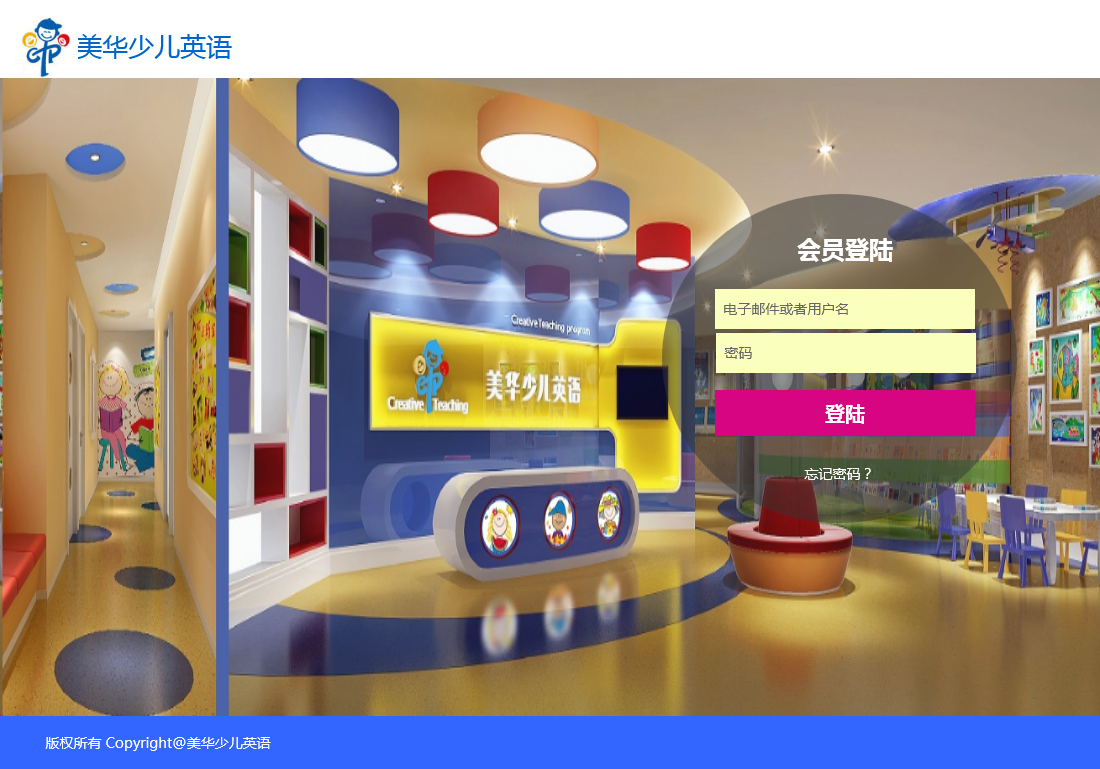 美华少儿英语
CreativeTeaching program
Creative Teaching
美华少儿英语
会员登陆
电子邮件或者用户名
密码
登陆
忘记密码？
版权所有 Copyright@美华少儿英语